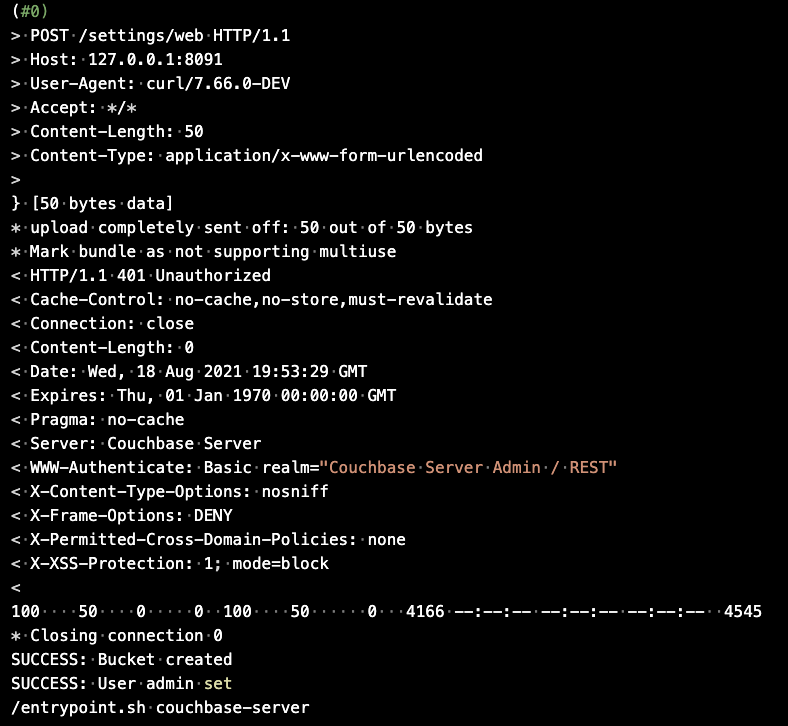 (#0)
> POST /settings/web HTTP/1.1
> Host: 127.0.0.1:8091
> User-Agent: curl/7.66.0-DEV
> Accept: */*
> Content-Length: 50
> Content-Type: application/x-www-form-urlencoded
>
} [50 bytes data]
* upload completely sent off: 50 out of 50 bytes
* Mark bundle as not supporting multiuse
< HTTP/1.1 401 Unauthorized
< Cache-Control: no-cache,no-store,must-revalidate
< Connection: close
< Content-Length: 0
< Date: Wed, 18 Aug 2021 19:53:29 GMT
< Expires: Thu, 01 Jan 1970 00:00:00 GMT
< Pragma: no-cache
< Server: Couchbase Server
< WWW-Authenticate: Basic realm="Couchbase Server Admin / REST"
< X-Content-Type-Options: nosniff
< X-Frame-Options: DENY
< X-Permitted-Cross-Domain-Policies: none
< X-XSS-Protection: 1; mode=block
<
100    50    0     0  100    50      0   4166 --:--:-- --:--:-- --:--:--  4545
* Closing connection 0
SUCCESS: Bucket created
SUCCESS: User admin set
/entrypoint.sh couchbase-server